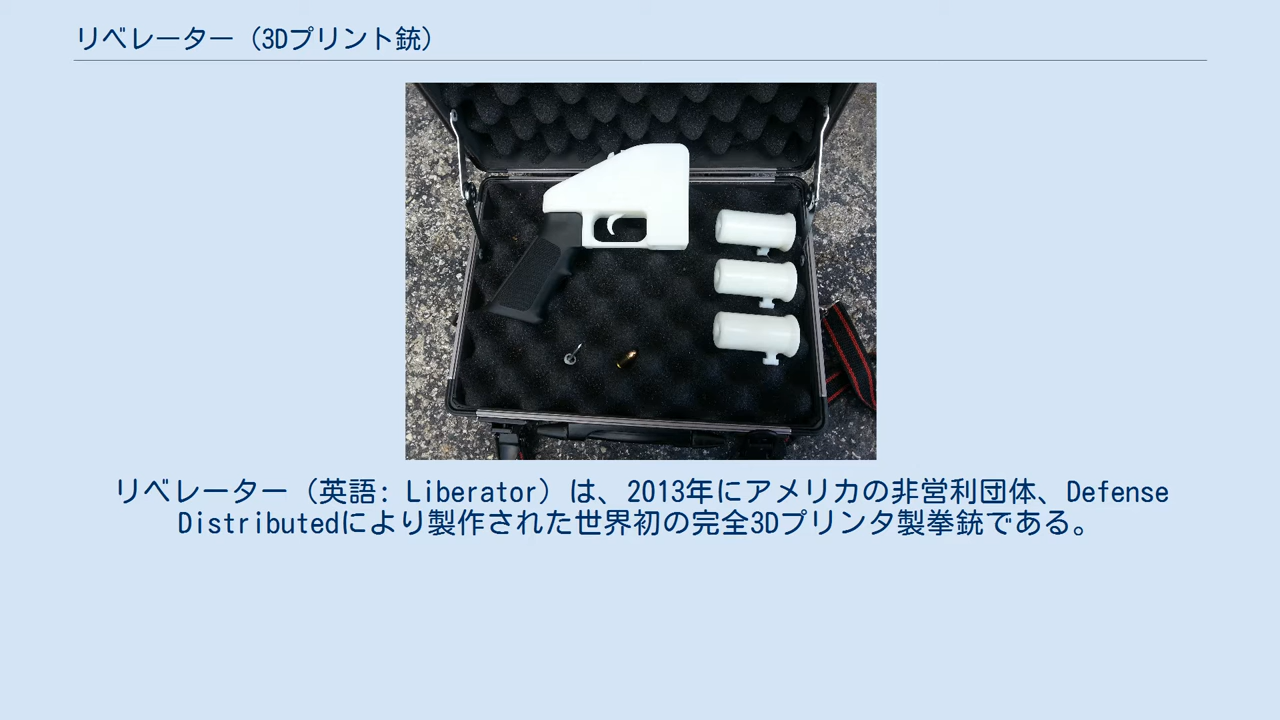 リベレーター（3Dプリント銃）
リベレーター（英語: Liberator）は、2013年にアメリカの非営利団体、Defense
Distributedにより製作された世界初の完全3Dプリンタ製拳銃である。